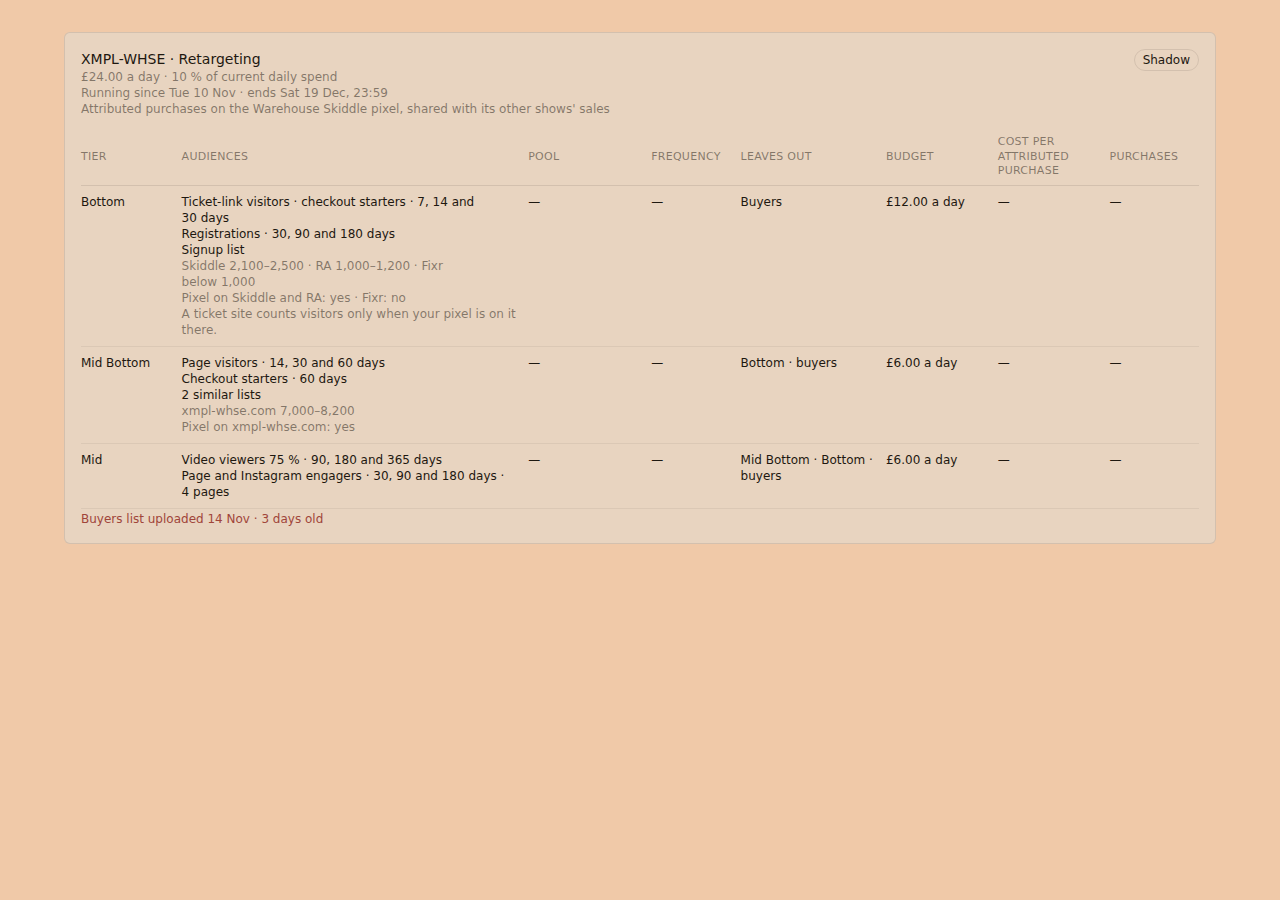 XMPL-WHSE · Retargeting
Shadow
£24.00 a day · 10 % of current daily spend
Running since Tue 10 Nov · ends Sat 19 Dec, 23:59
Attributed purchases on the Warehouse Skiddle pixel, shared with its other shows' sales
TIER AUDIENCES POOL FREQUENCY LEAVES OUT BUDGET COST PER ATTRIBUTED PURCHASE PURCHASES
Bottom Ticket-link visitors · checkout starters · 7, 14 and — — Buyers £12.00 a day — —
30 days
Registrations · 30, 90 and 180 days
Signup list
Skiddle 2,100–2,500 · RA 1,000–1,200 · Fixr
below 1,000
Pixel on Skiddle and RA: yes · Fixr: no
A ticket site counts visitors only when your pixel is on it
there.
Mid Bottom Page visitors · 14, 30 and 60 days — — Bottom · buyers £6.00 a day — —
Checkout starters · 60 days
2 similar lists
xmpl-whse.com 7,000–8,200
Pixel on xmpl-whse.com: yes
Mid Video viewers 75 % · 90, 180 and 365 days — — Mid Bottom · Bottom · £6.00 a day — —
Page and Instagram engagers · 30, 90 and 180 days · buyers
4 pages
Buyers list uploaded 14 Nov · 3 days old